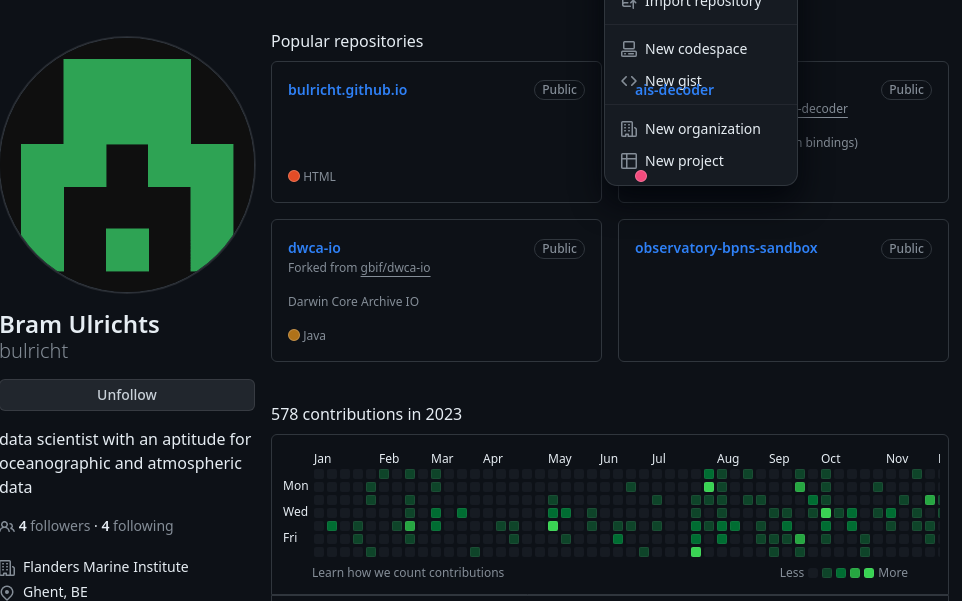 Import repository
New codespace
New gist
New organization
New project
Popular repositories
bulricht.github.io
Public
HTML
ais-decoder
Public
-decoder
bindings)
dwca-io
Public
Forked from gbif/dwca-io
Darwin Core Archive IO
Java
observatory-bpns-sandbox
Public
Bram Ulrichts
bulricht
Unfollow
data scientist with an aptitude for
oceanographic and atmospheric
data
4 followers · 4 following
Flanders Marine Institute
Ghent, BE
578 contributions in 2023
Jan Feb Mar Apr May Jun Jul Aug Sep Oct Nov
Mon
Wed
Fri
Learn how we count contributions
Less More